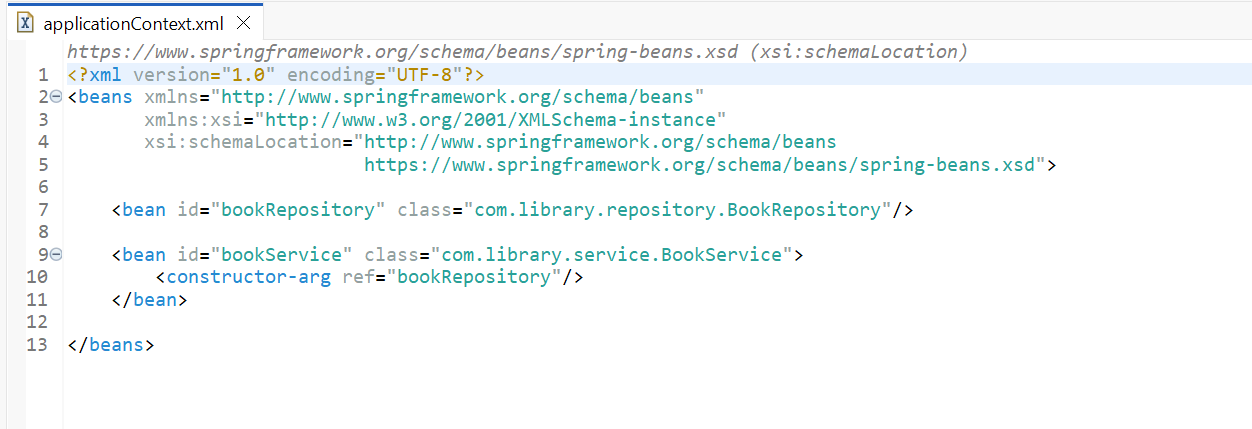 applicationContext.xml
https://www.springframework.org/schema/beans/spring-beans.xsd (xsi:schemaLocation)
1 <?xml version="1.0" encoding="UTF-8"?>
2 <beans xmlns="http://www.springframework.org/schema/beans"
3        xmlns:xsi="http://www.w3.org/2001/XMLSchema-instance"
4        xsi:schemaLocation="http://www.springframework.org/schema/beans
5                            https://www.springframework.org/schema/beans/spring-beans.xsd">
6
7     <bean id="bookRepository" class="com.library.repository.BookRepository"/>
8
9     <bean id="bookService" class="com.library.service.BookService">
10         <constructor-arg ref="bookRepository"/>
11     </bean>
12
13 </beans>